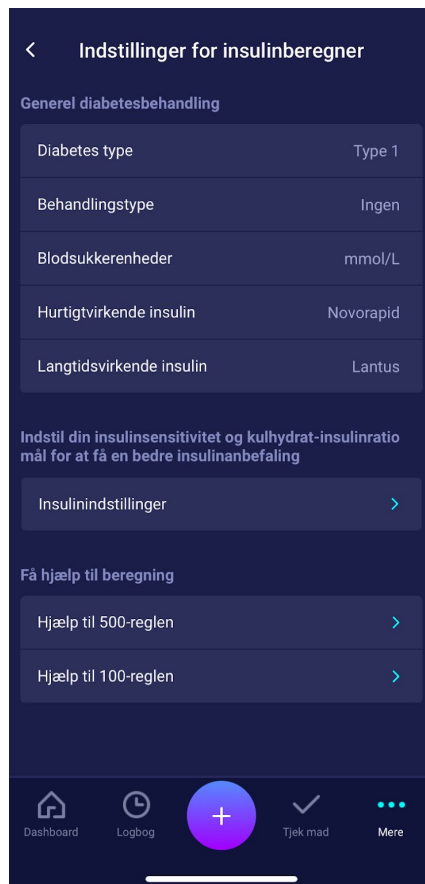 Indstillinger for insulinberegner
Generel diabetesbehandling
Diabetes type Type 1
Behandlingstype Ingen
Blodsukkerenheder mmol/L
Hurtigtvirkende insulin Novorapid
Langtidsvirkende insulin Lantus
Indstil din insulinsensitivitet og kulhydrat-insulinratio
mål for at få en bedre insulinanbefaling
Insulinindstillinger
Få hjælp til beregning
Hjælp til 500-reglen
Hjælp til 100-reglen
Dashboard Logbog Tjek mad Mere